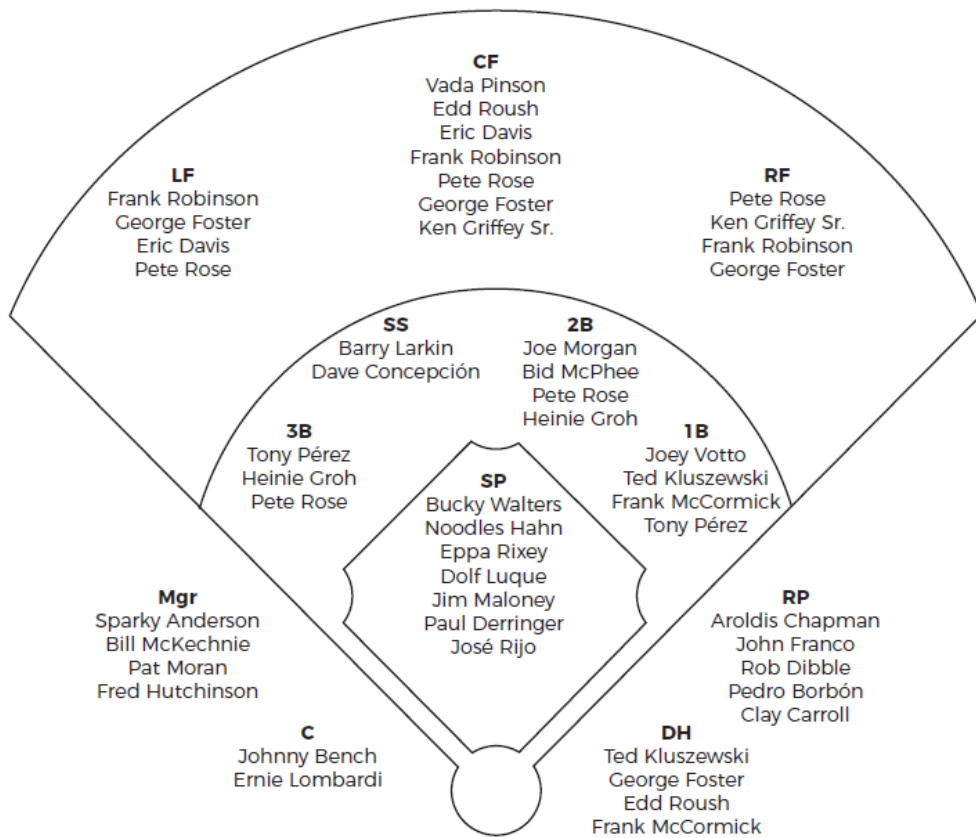 CF
Vada Pinson
Edd Roush
Eric Davis
Frank Robinson
Pete Rose
George Foster
Ken Griffey Sr.
LF
Frank Robinson
George Foster
Eric Davis
Pete Rose
RF
Pete Rose
Ken Griffey Sr.
Frank Robinson
George Foster
SS
Barry Larkin
Dave Concepción
2B
Joe Morgan
Bid McPhee
Pete Rose
Heinie Groh
3B
Tony Pérez
Heinie Groh
Pete Rose
1B
Joey Votto
Ted Kluszewski
Frank McCormick
Tony Pérez
SP
Bucky Walters
Noodles Hahn
Eppa Rixey
Dolf Luque
Jim Maloney
Paul Derringer
José Rijo
Mgr
Sparky Anderson
Bill McKechnie
Pat Moran
Fred Hutchinson
RP
Aroldis Chapman
John Franco
Rob Dibble
Pedro Borbón
Clay Carroll
C
Johnny Bench
Ernie Lombardi
DH
Ted Kluszewski
George Foster
Edd Roush
Frank McCormick